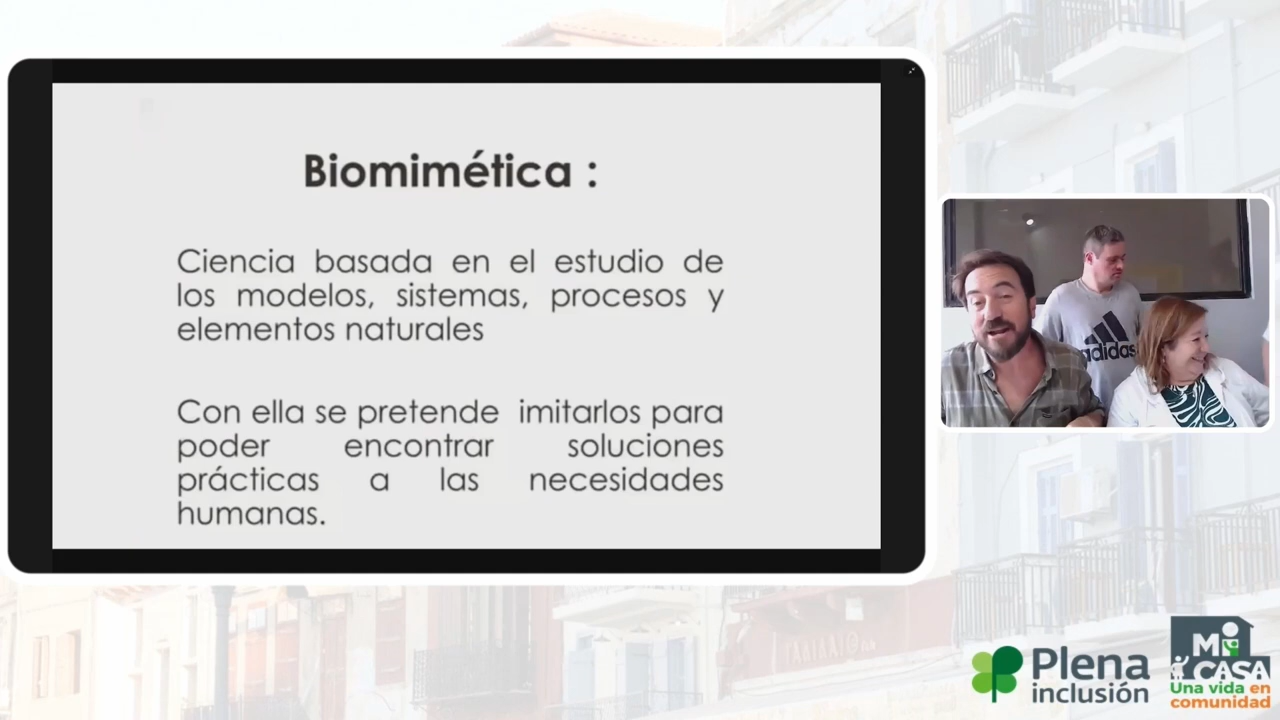 Biomimética :
Ciencia basada en el estudio de
los modelos, sistemas, procesos y
elementos naturales
Con ella se pretende imitarlos para
poder encontrar soluciones
prácticas a las necesidades
humanas.
adidas
Plena
inclusión
Mi
CASA
Una vida en
comunidad